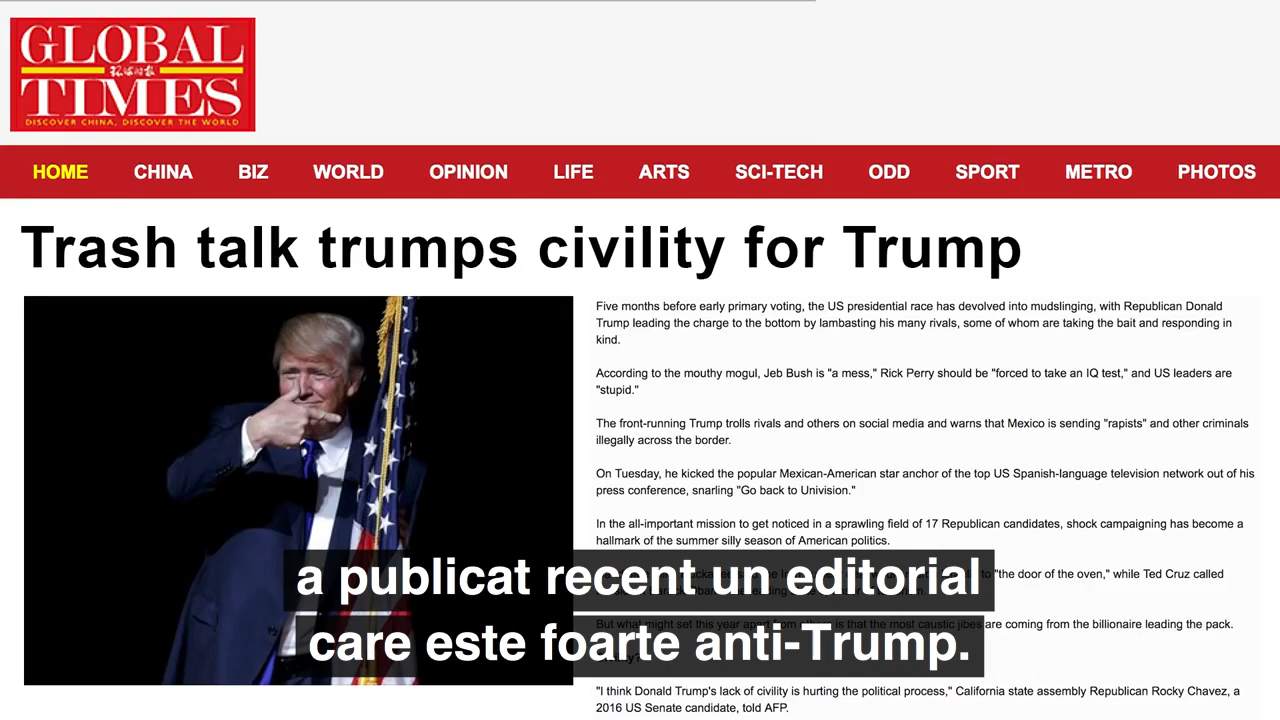 GLOBAL
TIMES
DISCOVER CHINA, DISCOVER THE WORLD
HOME CHINA BIZ WORLD OPINION LIFE ARTS SCI-TECH ODD SPORT METRO PHOTOS
Trash talk trumps civility for Trump
Five months before early primary voting, the US presidential race has devolved into mudslinging, with Republican Donald
Trump leading the charge to the bottom by lambasting his many rivals, some of whom are taking the bait and responding in
kind.
According to the mouthy mogul, Jeb Bush is "a mess," Rick Perry should be "forced to take an IQ test," and US leaders are
"stupid."
The front-running Trump trolls rivals and others on social media and warns that Mexico is sending "rapists" and other criminals
illegally across the border.
On Tuesday, he kicked the popular Mexican-American star anchor of the top US Spanish-language television network out of his
press conference, snarling "Go back to Univision."
In the all-important mission to get noticed in a sprawling field of 17 Republican candidates, shock campaigning has become a
hallmark of the summer silly season of American politics.
to "the door of the oven," while Ted Cruz called
But what might set this year apart from others is that the most caustic jibes are coming from the billionaire leading the pack.
"I think Donald Trump's lack of civility is hurting the political process," California state assembly Republican Rocky Chavez, a
2016 US Senate candidate, told AFP.
a publicat recent un editorial
care este foarte anti-Trump.